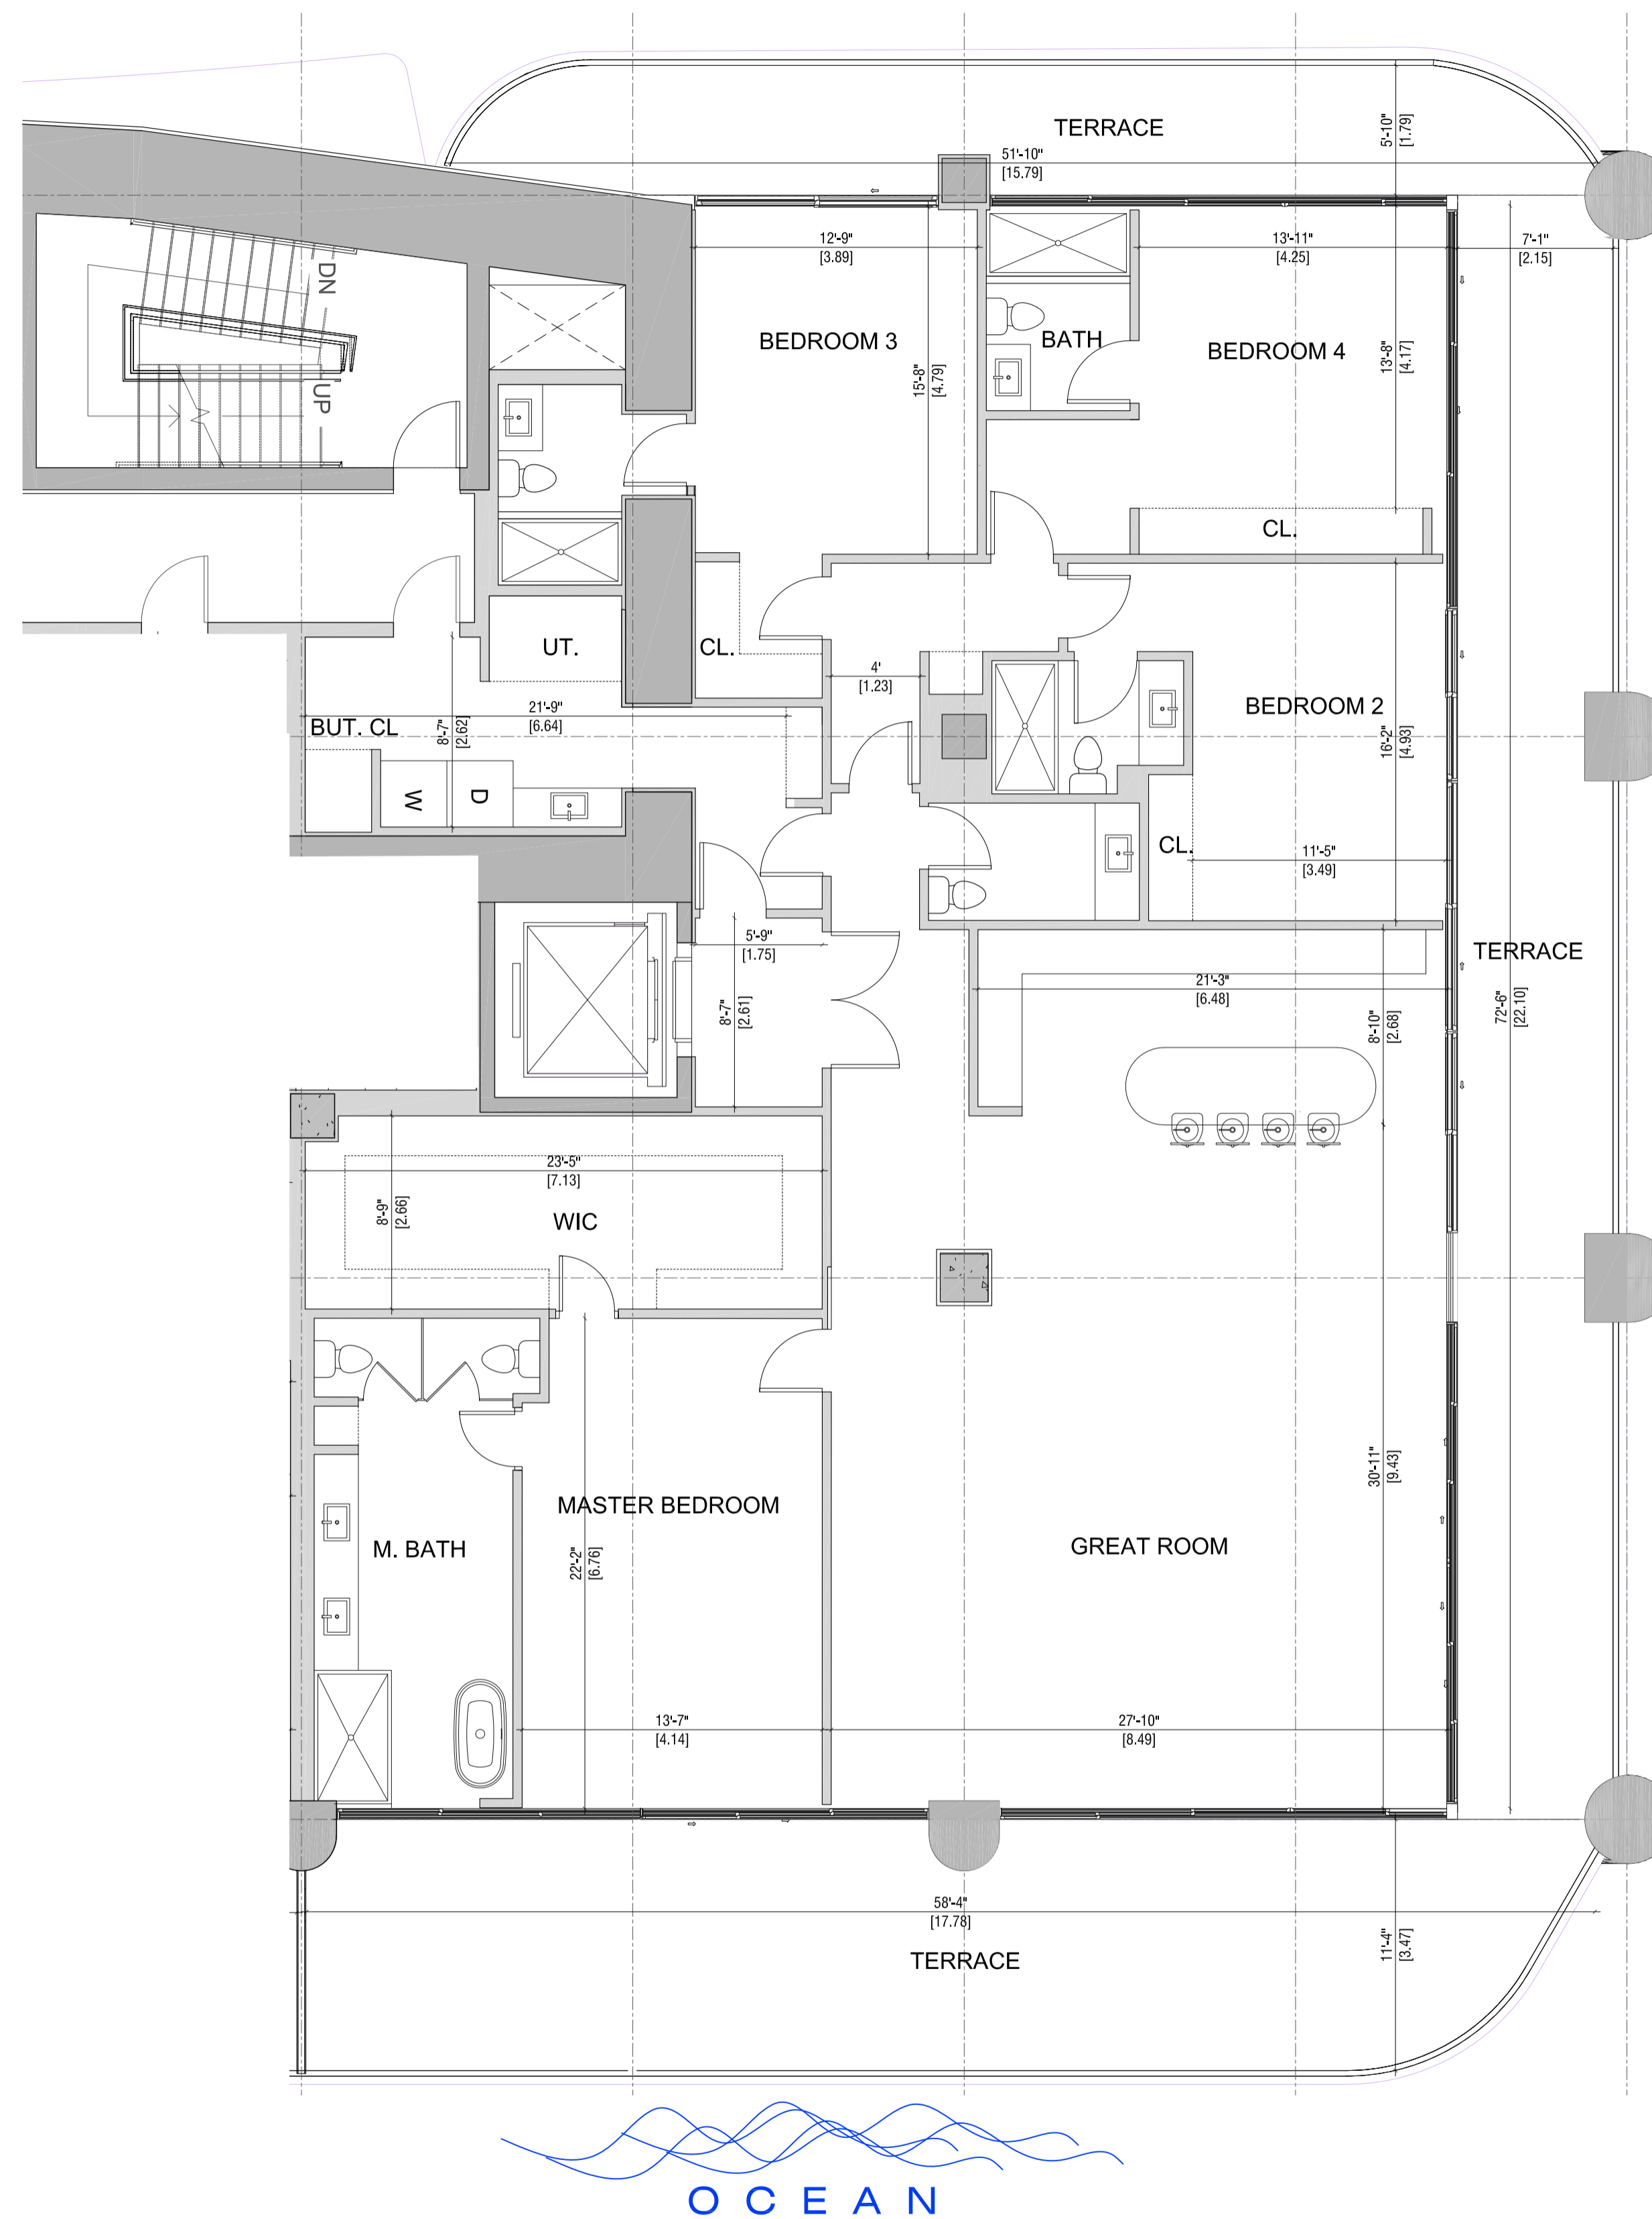 TERRACE
5'-10"
[1.79]
51'-10"
[15.79]
12'-9"
[3.89]
13'-11"
[4.25]
7'-1"
[2.15]
DN
UP
BEDROOM 3
BATH
BEDROOM 4
15'-8"
[4.79]
13'-8"
[4.17]
CL.
UT.
CL.
4'
[1.23]
21'-9"
[6.64]
BUT. CL
8'-7"
[2.62]
BEDROOM 2
16'-2"
[4.93]
W
D
CL.
11'-5"
[3.49]
5'-9"
[1.75]
8'-7"
[2.61]
TERRACE
21'-3"
[6.48]
8'-10"
[2.68]
72'-6"
[22.10]
23'-5"
[7.13]
8'-9"
[2.66]
WIC
MASTER BEDROOM
30'-11"
[9.43]
M. BATH
22'-2"
[6.76]
GREAT ROOM
13'-7"
[4.14]
27'-10"
[8.49]
58'-4"
[17.78]
11'-4"
[3.47]
TERRACE
OCEAN